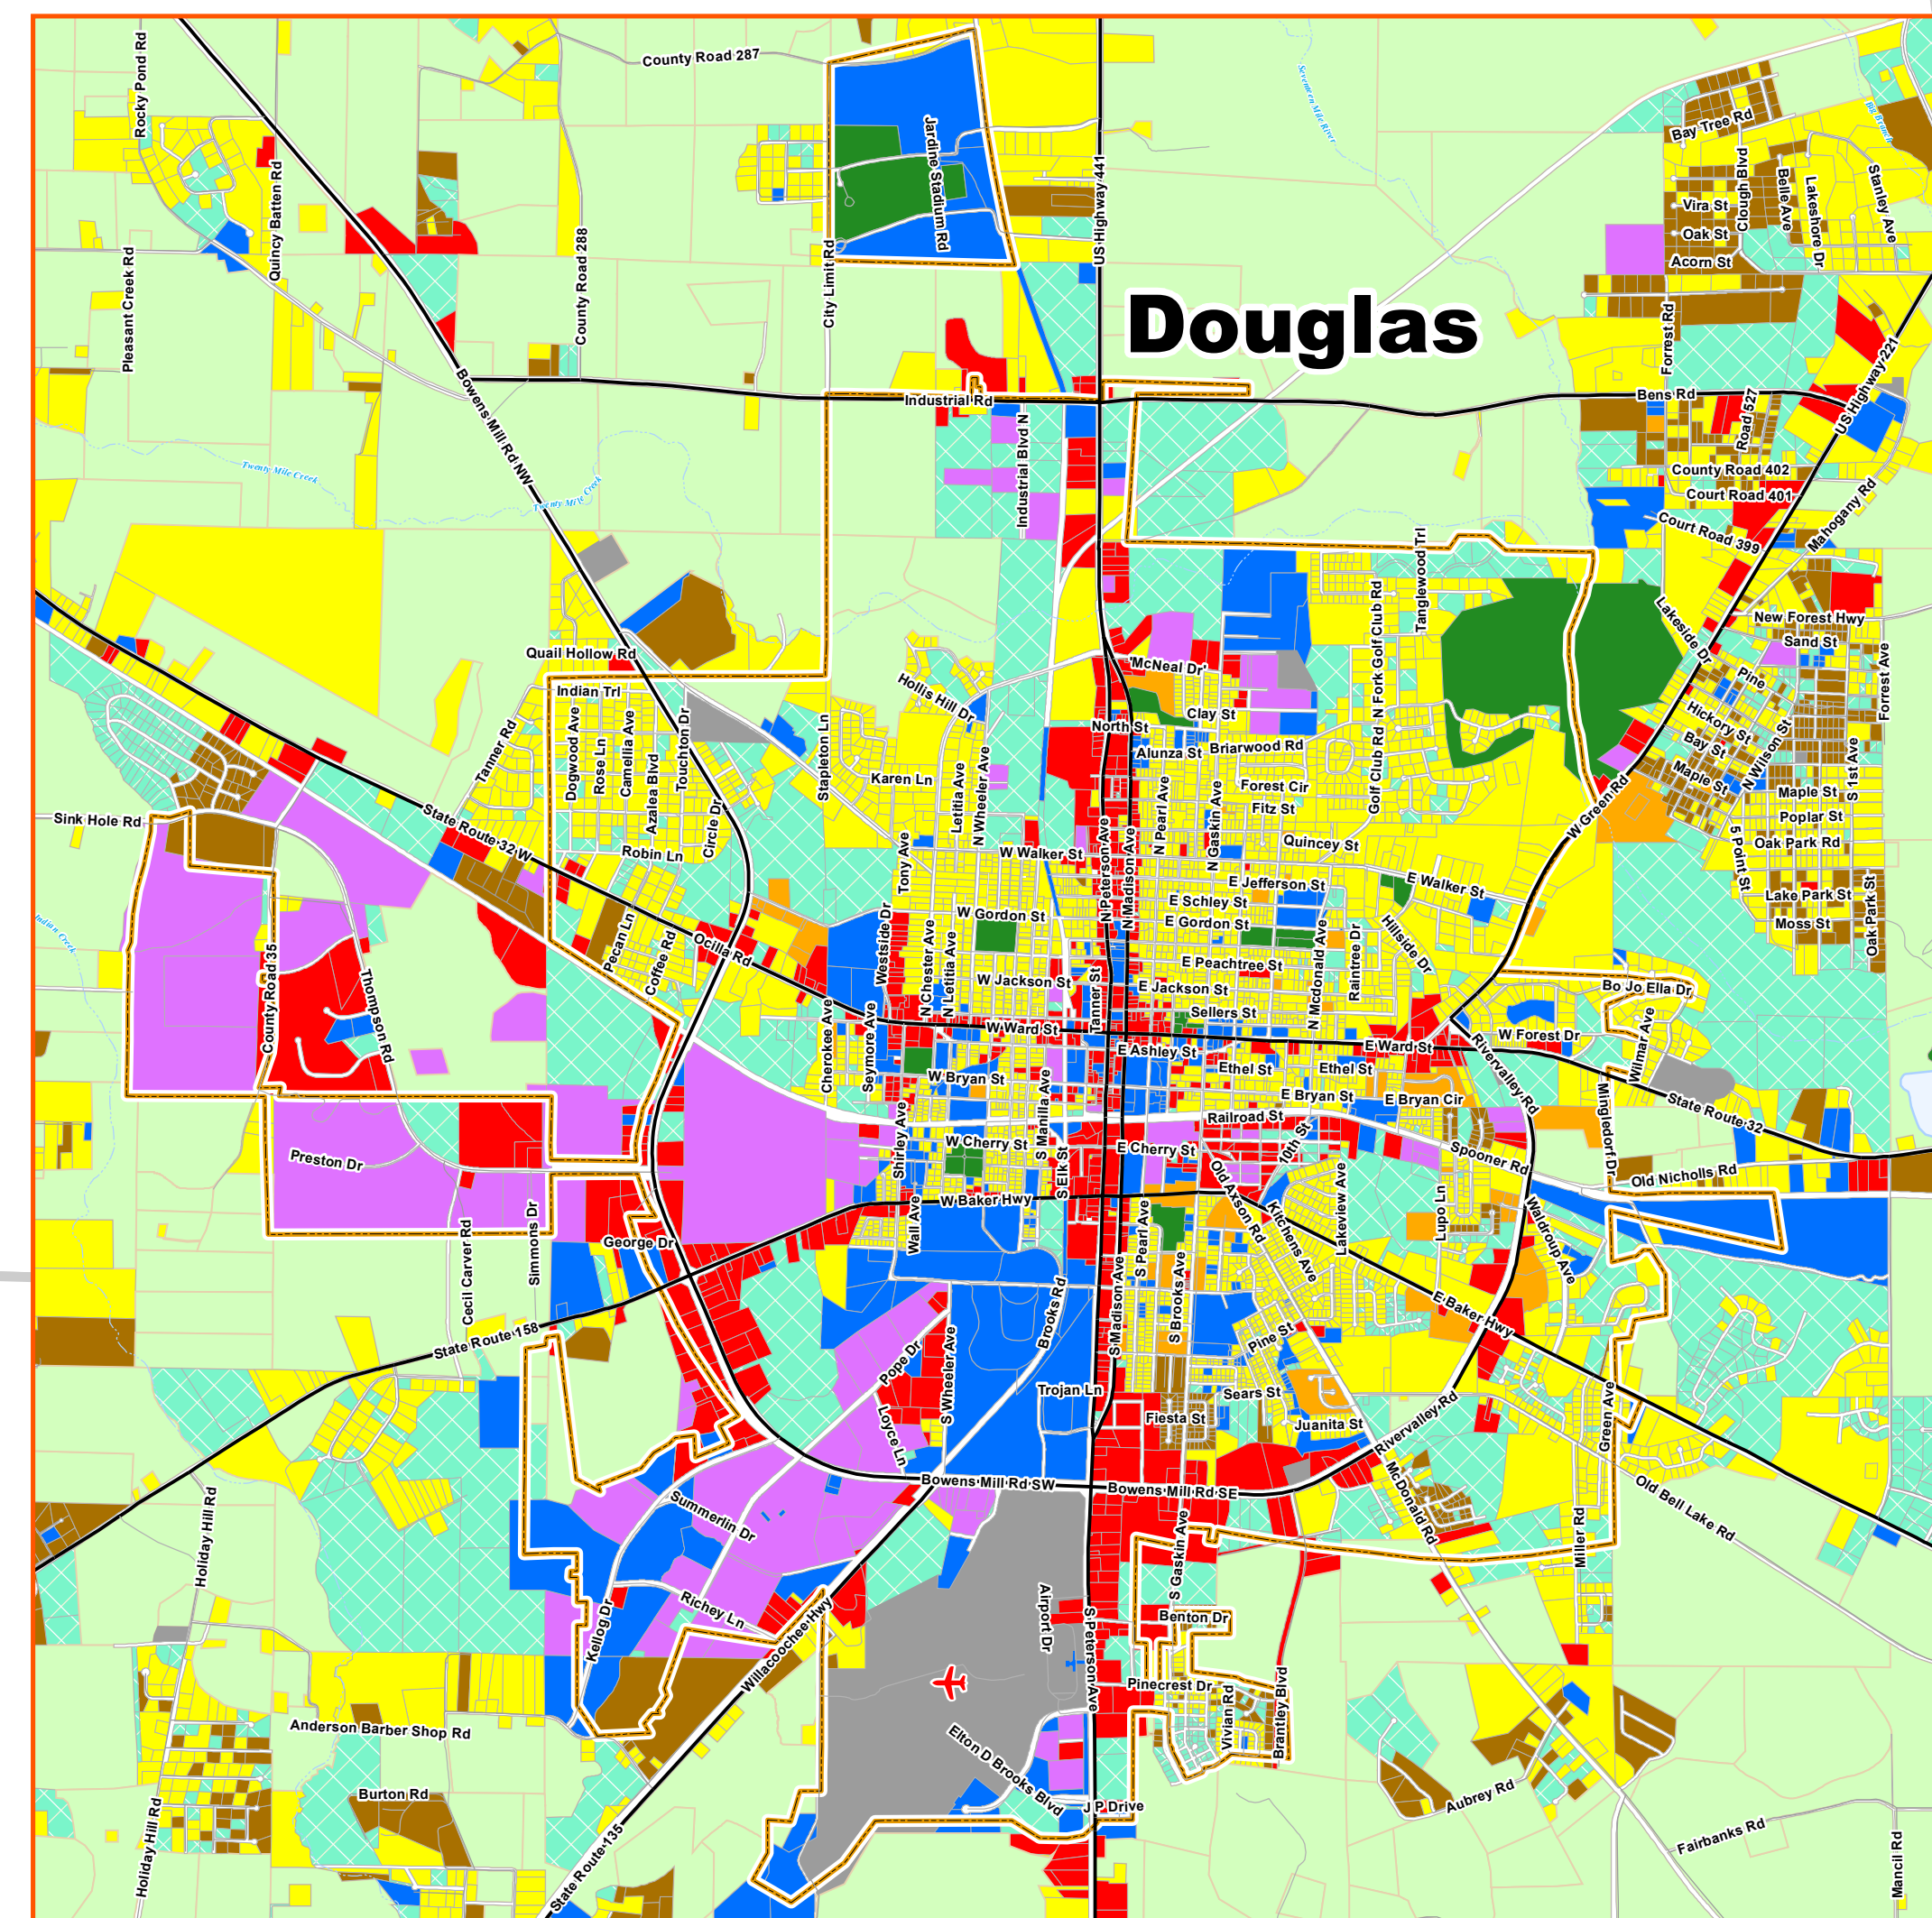 Rocky Pond Rd
County Road 287
Seventeen Mile River
Big Branch
Bay Tree Rd
Jardine Stadium Rd
Clough Blvd
Belle Ave
Lakeshore Dr
Stanley Ave
Quincy Batten Rd
US Highway 441
Vira St
Oak St
Acorn St
Pleasant Creek Rd
County Road 288
City Limit Rd
Douglas
Forrest Rd
US Highway 221
Bowens Mill Rd NW
Industrial Rd
Bens Rd
Road 527
Industrial Blvd N
Twenty Mile Creek
Twenty Mile Creek
County Road 402
Court Road 401
Mahogany Rd
Court Road 399
Tanglewood Trl
N Fork Golf Club Rd
Lakeside Dr
New Forest Hwy
Sand St
Quail Hollow Rd
'McNeal Dr'
Pine
Forrest Ave
Indian Trl
Hollis Hill Dr
Clay St
North St
Hickory St
Tanner Rd
Dogwood Ave
Rose Ln
Camellia Ave
Azalea Blvd
Touchton Dr
Circle Dr
Stapleton Ln
Karen Ln
Letitia Ave
N Wheeler Ave
Alunza St
Briarwood Rd
Golf Club Rd
Bay St
N Wilson St
Maple St
S 1st Ave
Forest Cir
Fitz St
Maple St
Sink Hole Rd
State Route 32 W
Robin Ln
Tony Ave
W Walker St
N Peterson Ave
N Madison Ave
N Pearl Ave
N Gaskin Ave
Quincey St
W Green Rd
Poplar St
Oak Park Rd
5 Point St
E Jefferson St
E Walker St
E Schley St
Lake Park St
Oak Park St
Indian Creek
W Gordon St
E Gordon St
Moss St
Pecan Ln
Coffee Rd
Ocilla Rd
Westside Dr
N Chester Ave
N Letitia Ave
N Mcdonald Ave
Raintree Dr
Hillside Dr
E Peachtree St
W Jackson St
Tanner St
E Jackson St
Bo Jo Ella Dr
County Road 35
Thompson Rd
Cherokee Ave
Seymore Ave
W Ward St
Sellers St
E Ward St
W Forest Dr
Wilmar Ave
E Ashley St
Rivervalley Rd
W Bryan St
Ethel St
Ethel St
E Bryan St
E Bryan Cir
Mingledorf Dr
State Route 32
Shirley Ave
S Manilla Ave
Railroad St
Preston Dr
W Cherry St
S Elk St
E Cherry St
10th St
Spooner Rd
Old Nicholls Rd
W Baker Hwy
Wall Ave
Old Axson Rd
Kitchens Ave
Lakeview Ave
Lupo Ln
Waldroup Ave
Cecil Carver Rd
Simmons Dr
George Dr
S Pearl Ave
S Madison Ave
S Brooks Ave
Brooks Rd
E Baker Hwy
State Route 158
Pope Dr
S Wheeler Ave
Pine St
Trojan Ln
Sears St
Loyce Ln
Fiesta St
Juanita St
Rivervalley Rd
Green Ave
Bowens Mill Rd SW
Bowens Mill Rd SE
McDonald Rd
Old Bell Lake Rd
Holiday Hill Rd
Summerlin Dr
S Gaskin Ave
Miller Rd
Kellog Dr
Richey Ln
Willacoochee Hwy
Airport Dr
S Peterson Ave
Benton Dr
Pinecrest Dr
Vivian Rd
Brantley Blvd
Anderson Barber Shop Rd
Elton D Brooks Blvd
Burton Rd
J P Drive
Aubrey Rd
Holiday Hill Rd
State Route 135
Fairbanks Rd
Mancil Rd